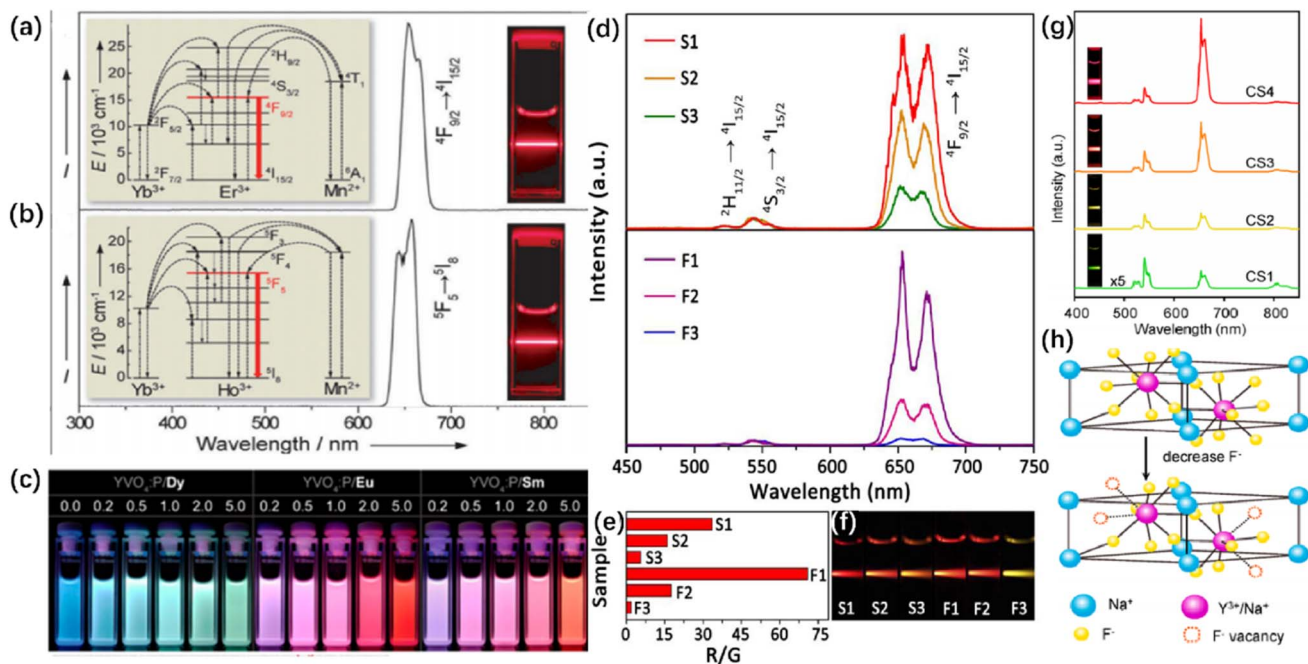 (a)
E / 10³ cm⁻¹
25
20
15
10
5
0
²F₅/₂
²F₇/₂
²H₉/₂
⁴S₃/₂
⁴F₉/₂
⁴I₁₅/₂
⁴T₁
⁶A₁
Yb³⁺ Er³⁺ Mn²⁺
⁴F₉/₂→⁴I₁₅/₂
I
(b)
E / 10³ cm⁻¹
20
16
12
8
4
0
⁵F₄
⁵F₅
⁵I₈
Yb³⁺ Ho³⁺ Mn²⁺
⁵F₅→⁵I₈
I
300 400 500 600 700 800
Wavelength / nm
(c)
YVO₄:P/Dy YVO₄:P/Eu YVO₄:P/Sm
0.0 0.2 0.5 1.0 2.0 5.0 0.2 0.5 1.0 2.0 5.0 0.2 0.5 1.0 2.0 5.0
(d)
S1
S2
S3
²H₁₁/₂ → ⁴I₁₅/₂
⁴S₃/₂ → ⁴I₁₅/₂
⁴F₉/₂ → ⁴I₁₅/₂
F1
F2
F3
Intensity (a.u.)
450 500 550 600 650 700 750
Wavelength (nm)
(e)
Sample
S1
S2
S3
F1
F2
F3
0 15 30 45 60 75
R/G
(f)
S1 S2 S3 F1 F2 F3
(g)
Intensity (a.u.)
CS4
CS3
CS2
x5 CS1
400 500 600 700 800
Wavelength (nm)
(h)
decrease F⁻
Na⁺ Y³⁺/Na⁺
F⁻ F⁻ vacancy